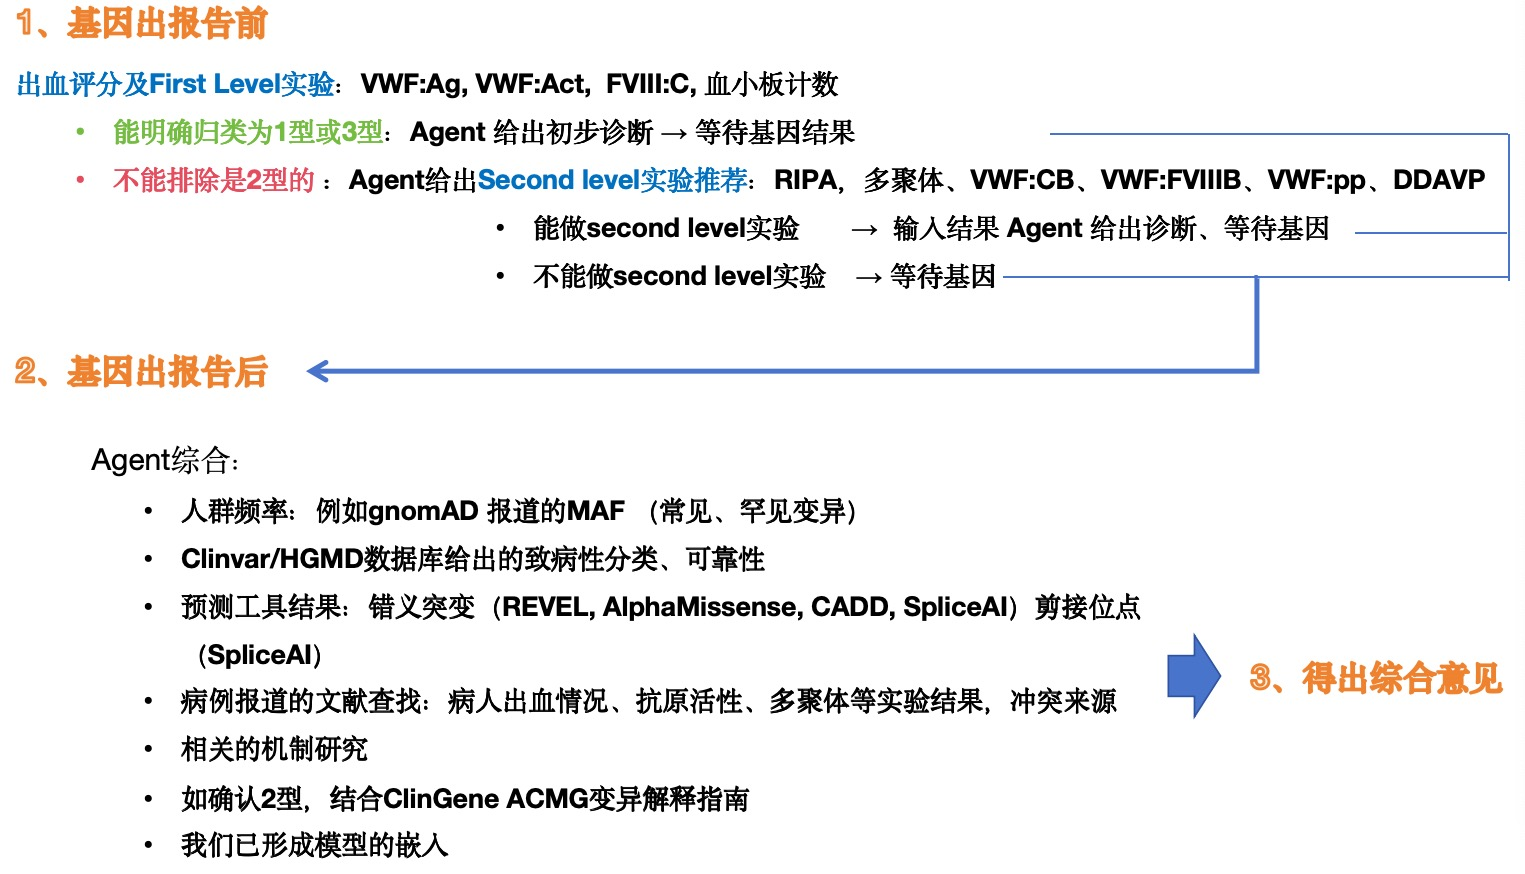 1、基因出报告前
出血评分及First Level实验：VWF:Ag, VWF:Act, FVIII:C, 血小板计数
• 能明确归类为1型或3型：Agent 给出初步诊断 → 等待基因结果
• 不能排除是2型的 ：Agent给出Second level实验推荐：RIPA，多聚体、VWF:CB、VWF:FVIIIB、VWF:pp、DDAVP
• 能做second level实验 → 输入结果 Agent 给出诊断、等待基因
• 不能做second level实验 → 等待基因
2、基因出报告后
Agent综合：
• 人群频率：例如gnomAD 报道的MAF （常见、罕见变异）
• Clinvar/HGMD数据库给出的致病性分类、可靠性
• 预测工具结果：错义突变（REVEL, AlphaMissense, CADD, SpliceAI）剪接位点
（SpliceAI）
• 病例报道的文献查找：病人出血情况、抗原活性、多聚体等实验结果，冲突来源
• 相关的机制研究
• 如确认2型，结合ClinGene ACMG变异解释指南
• 我们已形成模型的嵌入
3、得出综合意见